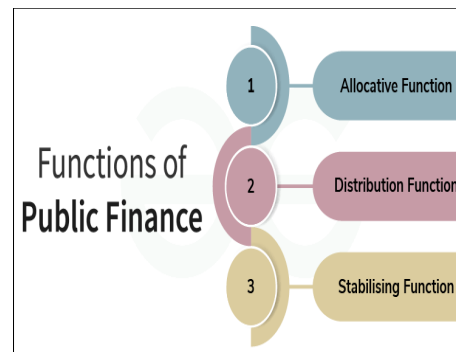 Functions of
Public Finance
1
Allocative Function
2
Distribution Function
3
Stabilising Function